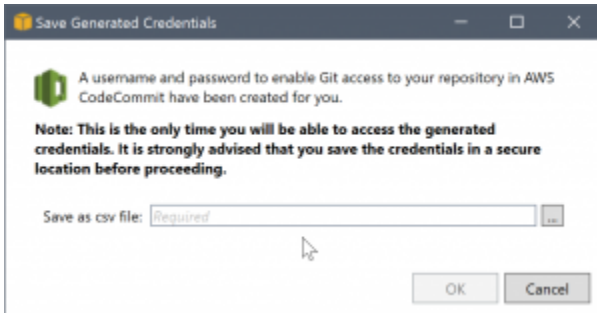 Save Generated Credentials
A username and password to enable Git access to your repository in AWS
CodeCommit have been created for you.
Note: This is the only time you will be able to access the generated
credentials. It is strongly advised that you save the credentials in a secure
location before proceeding.
Save as csv file: Required ...
OK Cancel